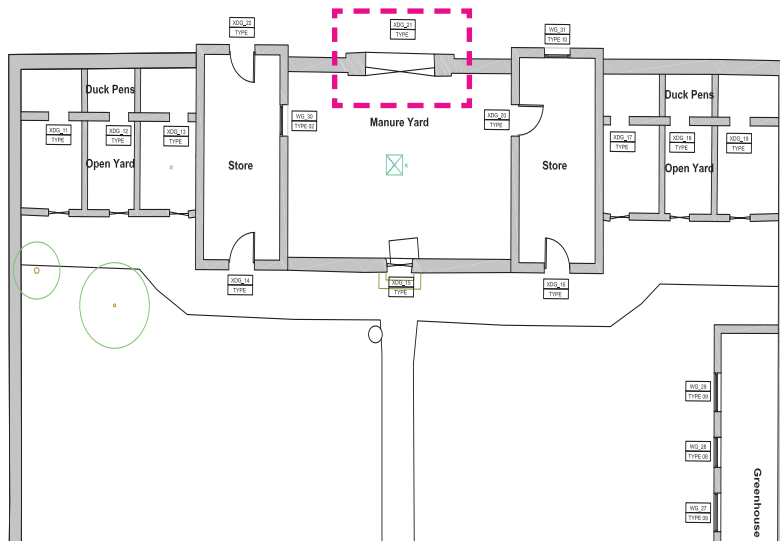 XDG_22
TYPE
XDG_21
TYPE
WG_31
TYPE 10
Duck Pens
Duck Pens
WG_30
TYPE 02
Manure Yard
XDG_20
TYPE
XDG_11
TYPE
XDG_12
TYPE
XDG_13
TYPE
XDG_17
TYPE
XDG_18
TYPE
XDG_19
TYPE
Open Yard
Store
Store
Open Yard
XDG_14
TYPE
XDG_15
TYPE
XDG_16
TYPE
WG_29
TYPE 09
WG_28
TYPE 08
WG_27
TYPE 09
Greenhouse